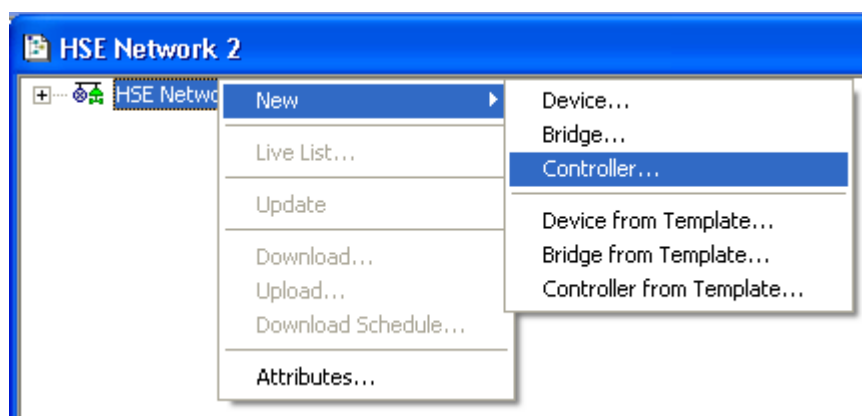 HSE Network 2
HSE Netwo
New
Live List...
Update
Download...
Upload...
Download Schedule...
Attributes...
Device...
Bridge...
Controller...
Device from Template...
Bridge from Template...
Controller from Template...